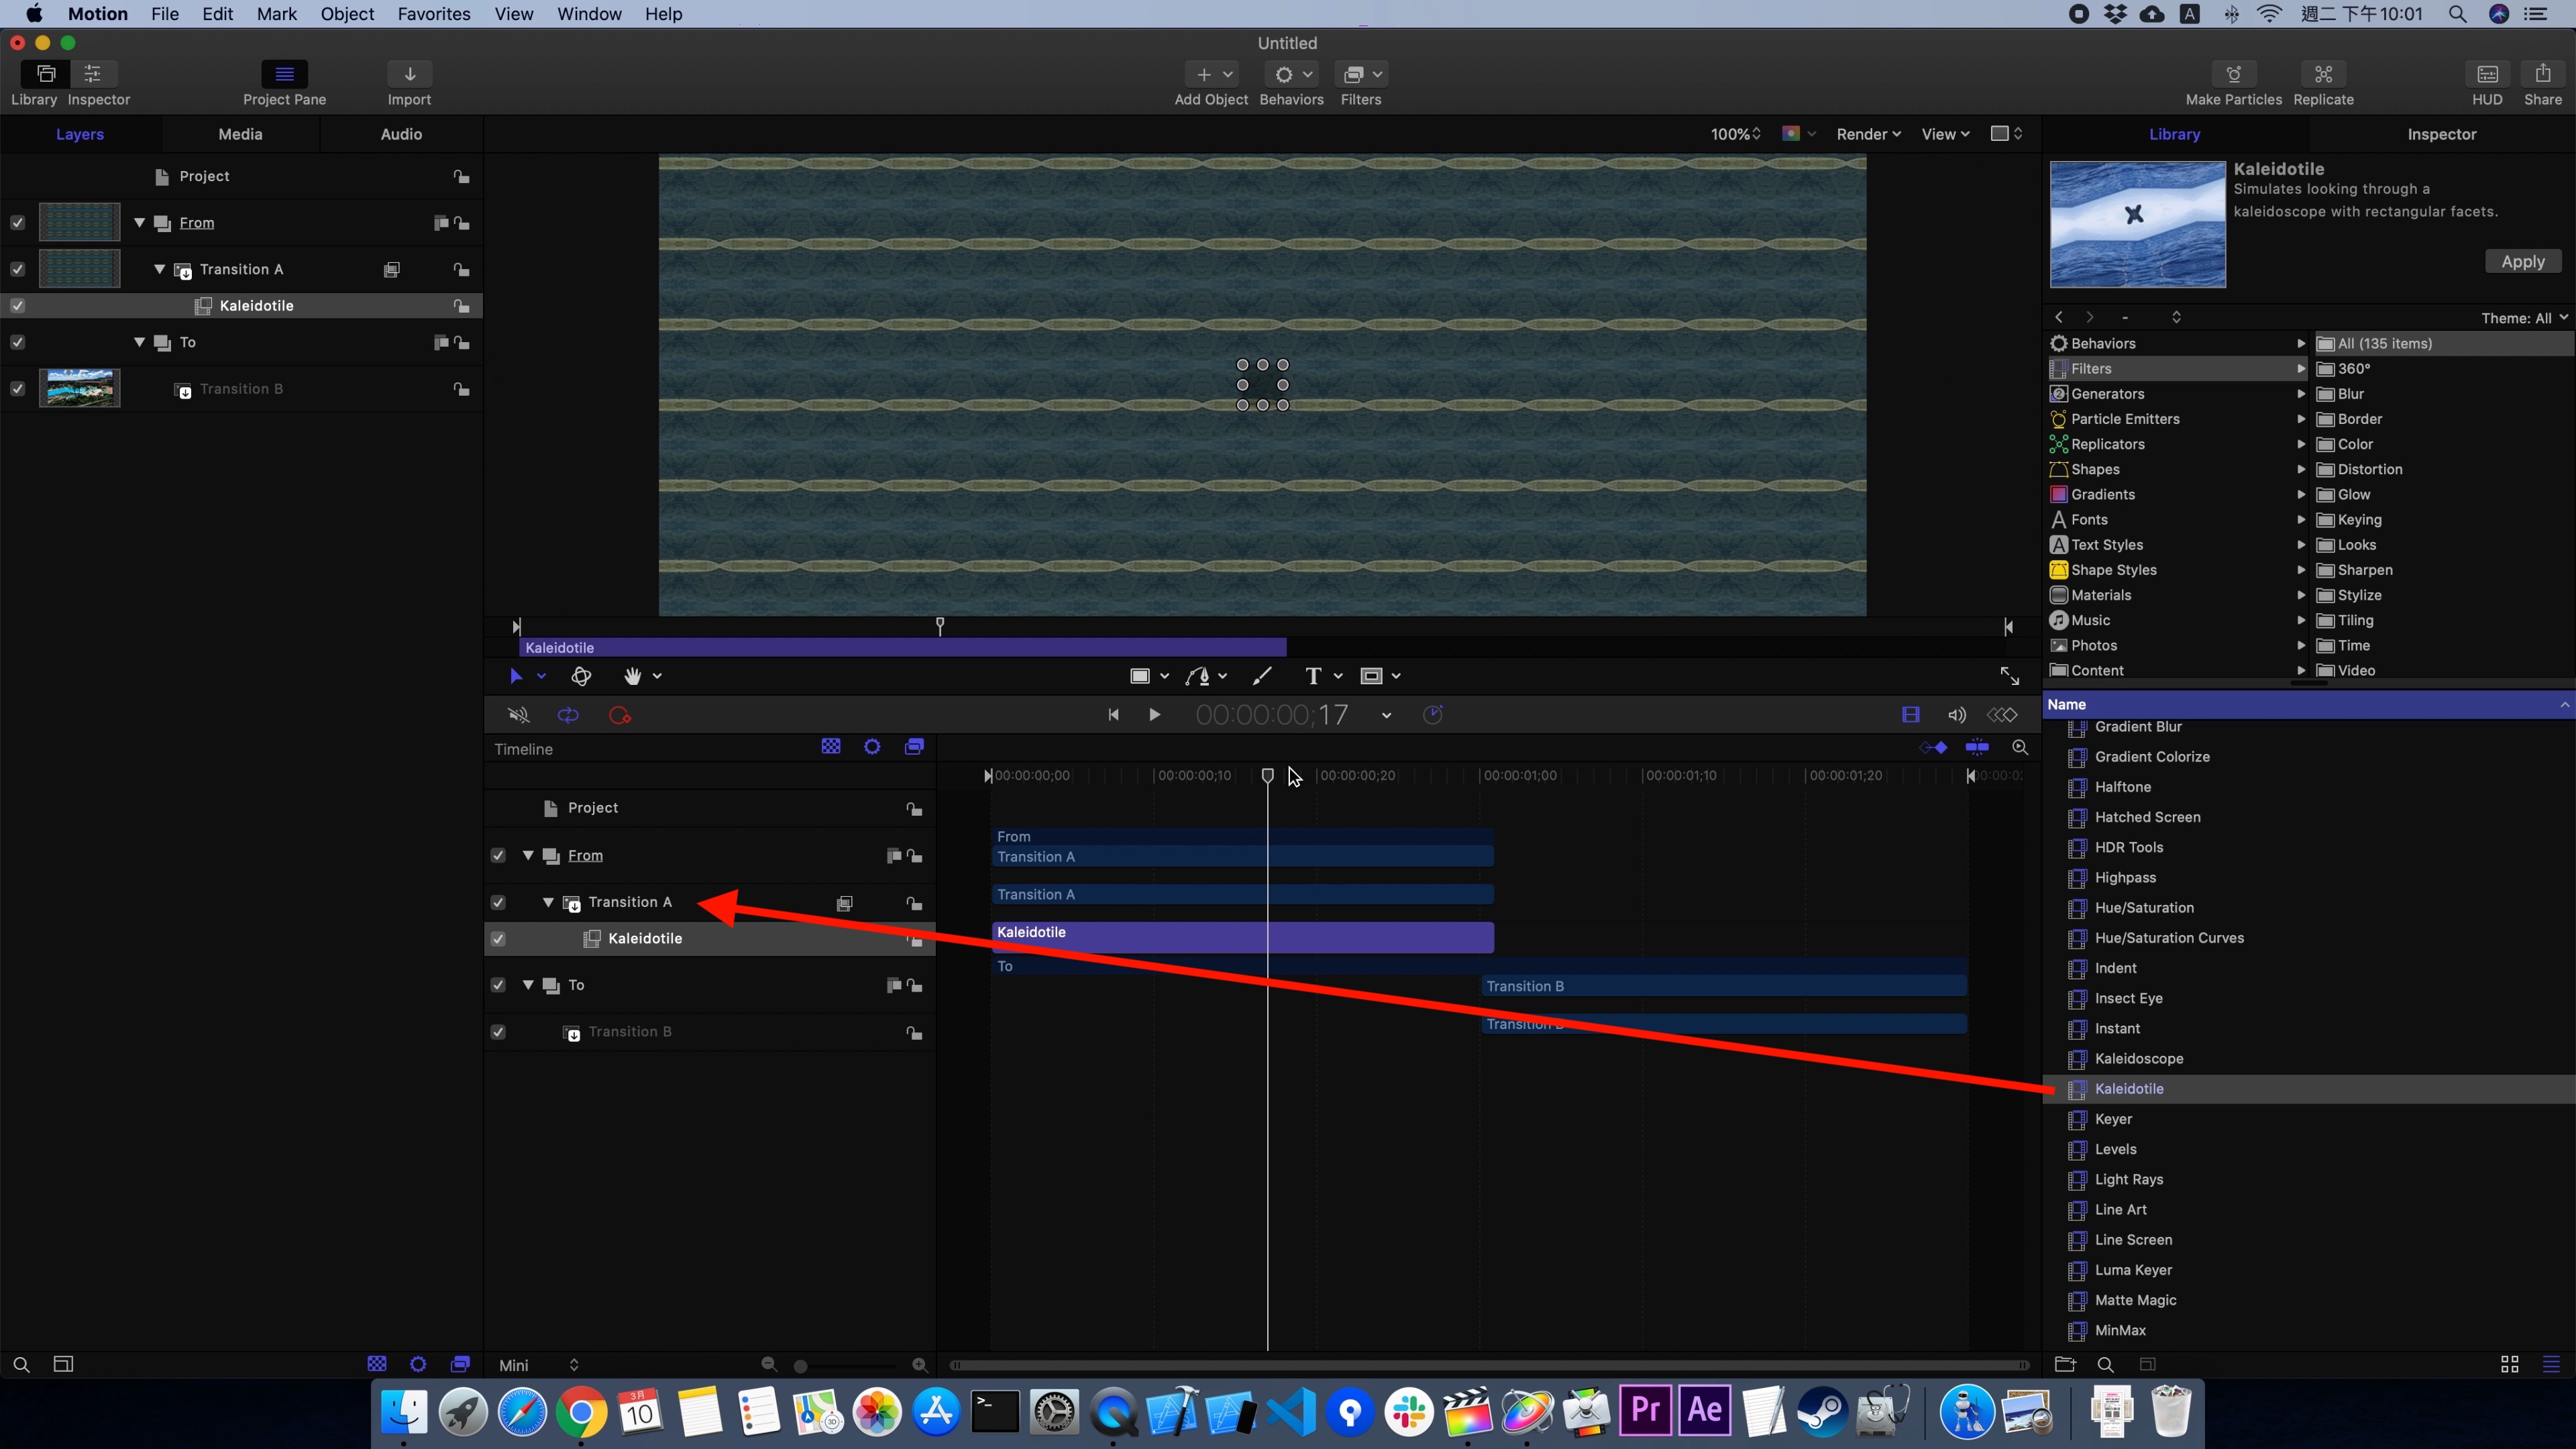 Motion File Edit Mark Object Favorites View Window Help
A 週二 下午10:01
Untitled
Library Inspector Project Pane Import Add Object Behaviors Filters Make Particles Replicate HUD Share
Layers Media Audio
100% Render View
Library Inspector
Project
From
Transition A
Kaleidotile
To
Transition B
Kaleidotile
Simulates looking through a
kaleidoscope with rectangular facets.
Apply
- Theme: All
Behaviors
Filters
Generators
Particle Emitters
Replicators
Shapes
Gradients
Fonts
Text Styles
Shape Styles
Materials
Music
Photos
Content
All (135 items)
360°
Blur
Border
Color
Distortion
Glow
Keying
Looks
Sharpen
Stylize
Tiling
Time
Video
Kaleidotile
T
00:00:00;17
Timeline
00:00:00;00 00:00:00;10 00:00:00;20 00:00:01;00 00:00:01;10 00:00:01;20
Project
From
Transition A
Kaleidotile
To
Transition B
From
Transition A
Transition A
Kaleidotile
To
Transition B
Transition B
Name
Gradient Blur
Gradient Colorize
Halftone
Hatched Screen
HDR Tools
Highpass
Hue/Saturation
Hue/Saturation Curves
Indent
Insect Eye
Instant
Kaleidoscope
Kaleidotile
Keyer
Levels
Light Rays
Line Art
Line Screen
Luma Keyer
Matte Magic
MinMax
Mini
3月
10
3D
Pr Ae